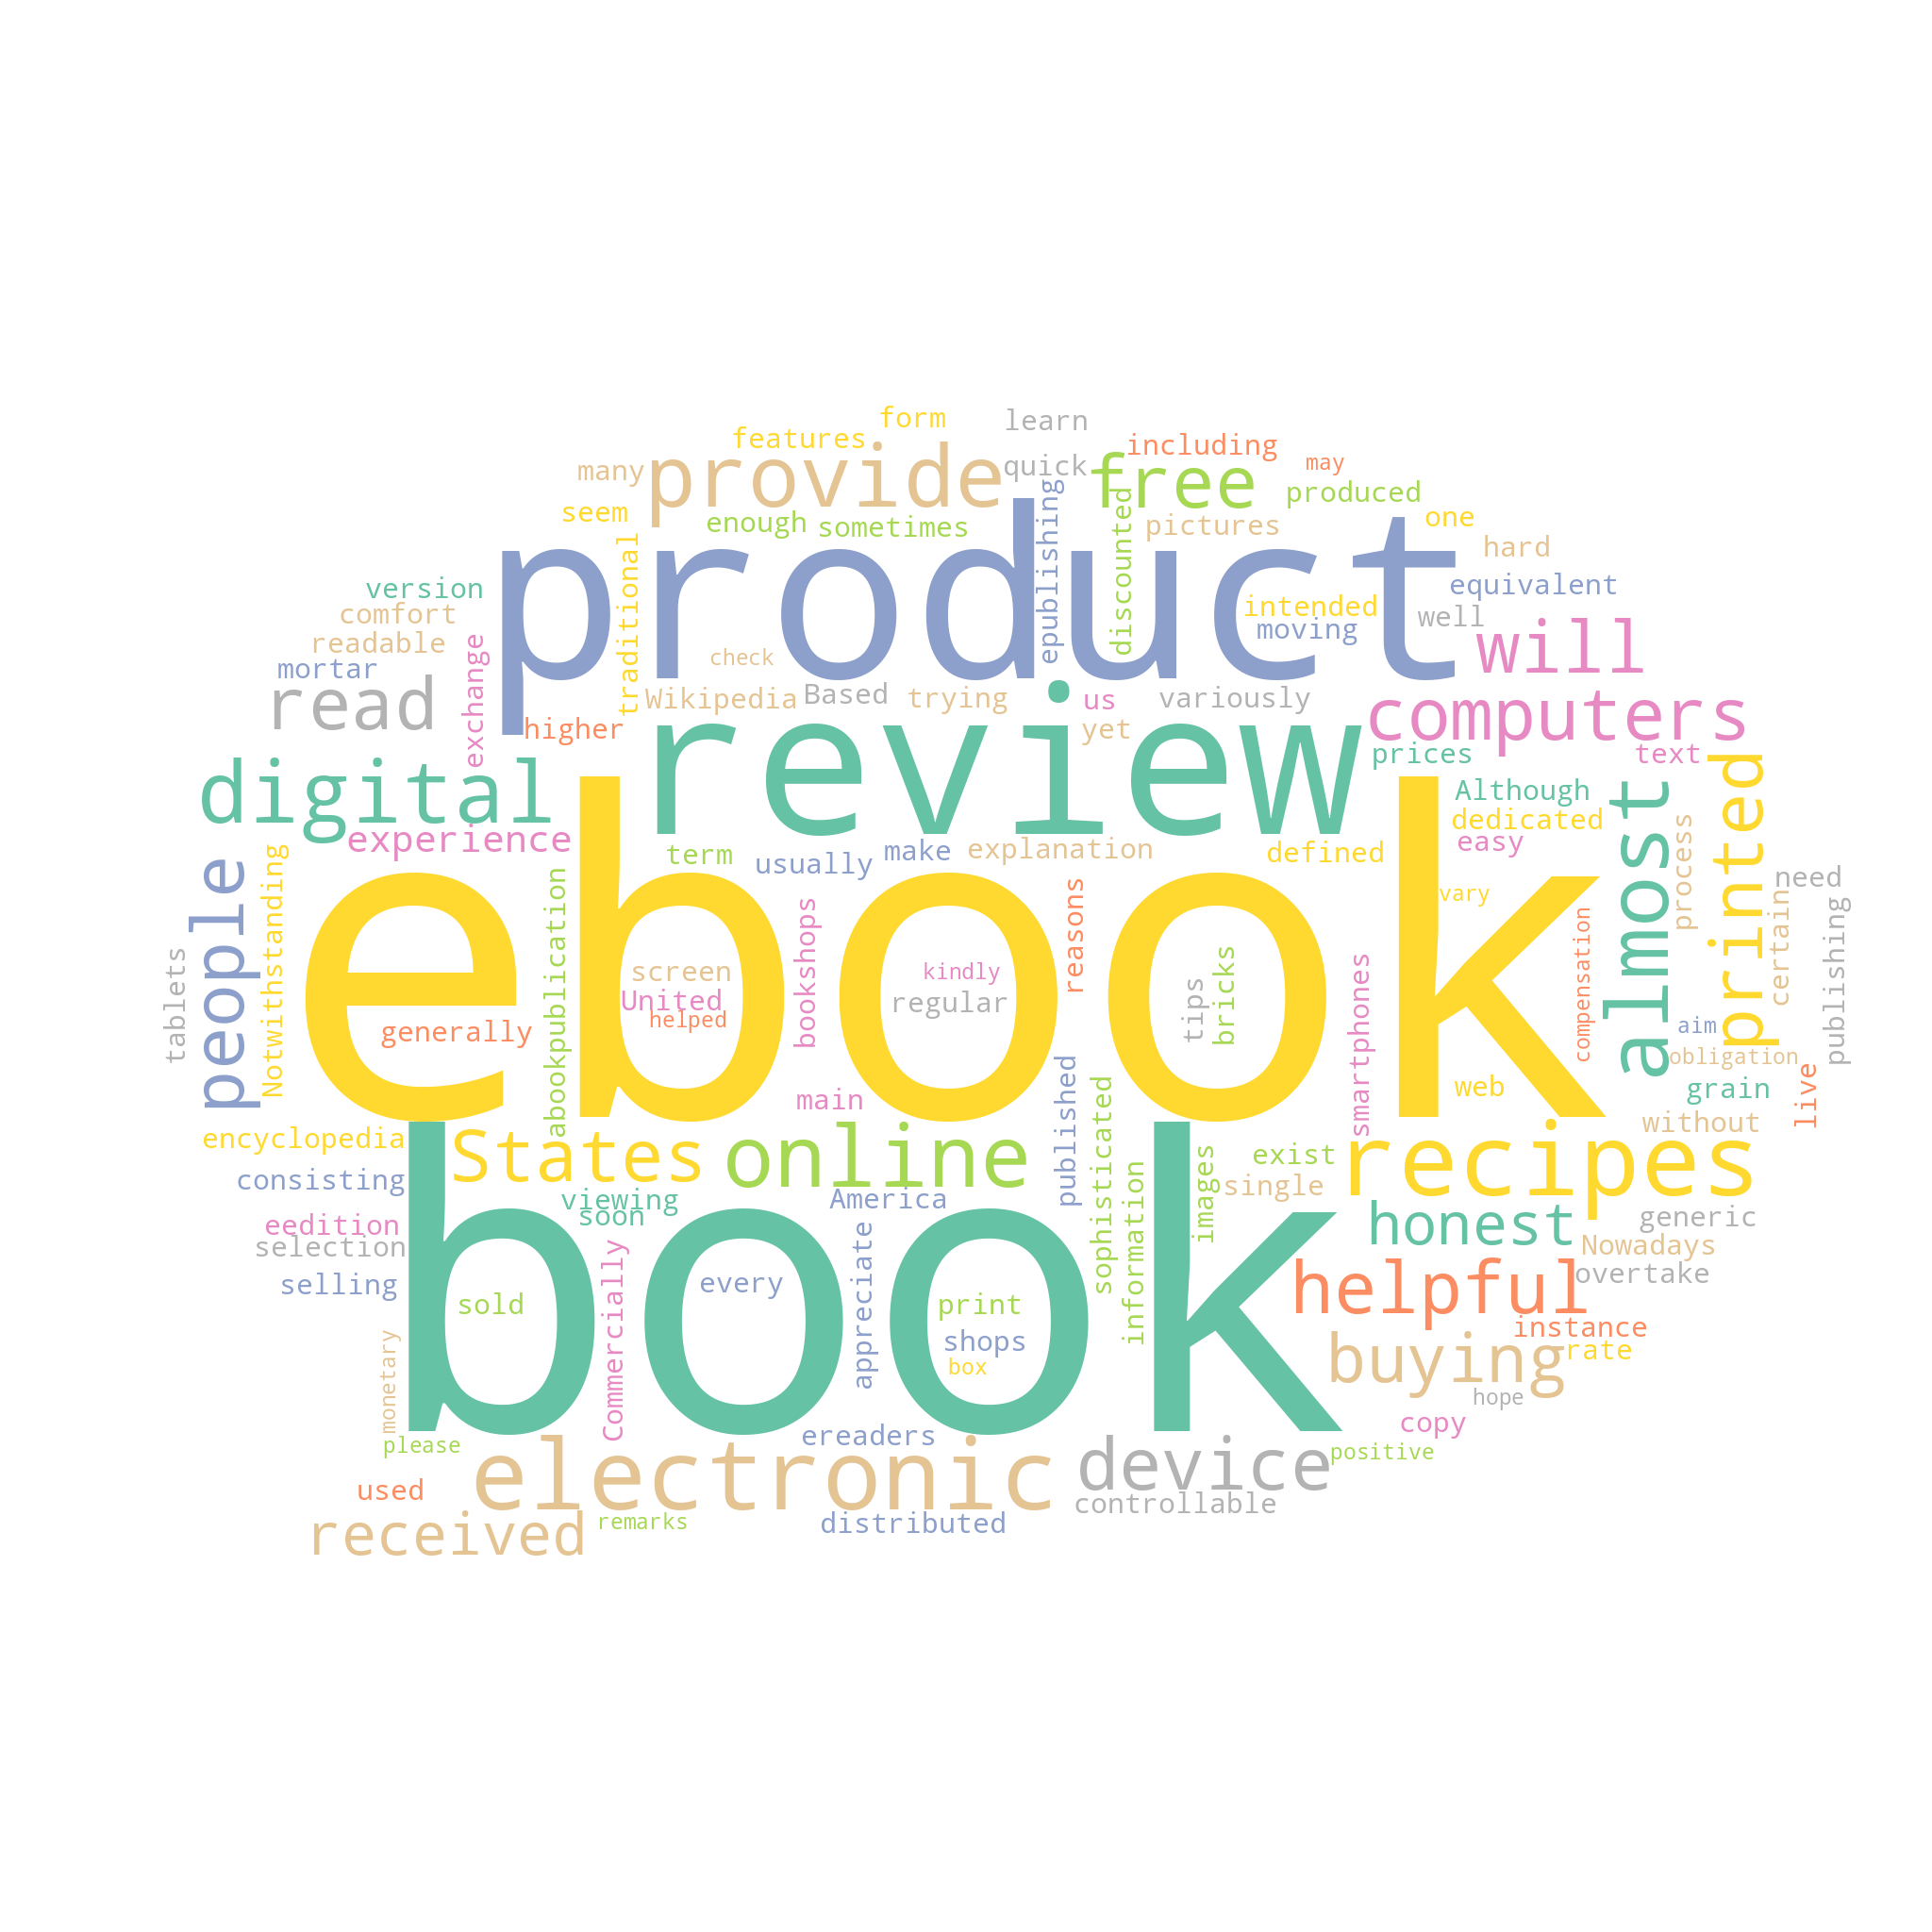 form
learn
features
including
many
provide
quick
free
may
produced
seem
enough
sometimes
epublishing
discounted
pictures
one
hard
product
version
comfort
readable
mortar
traditional
exchange
check
intended
moving
equivalent
well
will
read
Wikipedia
Based
trying
us
variously
higher
yet
computers
review
prices
text
digital
experience
Although
dedicated
easy
term
usually
make
explanation
defined
almost
printed
process
need
certain
publishing
people
Notwithstanding
tablets
ebook
abookpublication
screen
United
helped
generally
bookshops
kindly
regular
reasons
tips
bricks
smartphones
vary
compensation
web
aim
obligation
grain
live
without
main
published
encyclopedia
States
online
recipes
consisting
viewing
soon
America
sophisticated
information
images
exist
single
honest
generic
eedition
selection
selling
Nowadays
overtake
book
sold
Commercially
every
appreciate
print
shops
box
helpful
instance
buying
rate
hope
monetary
please
copy
positive
ereaders
electronic
device
controllable
used
received
remarks
distributed